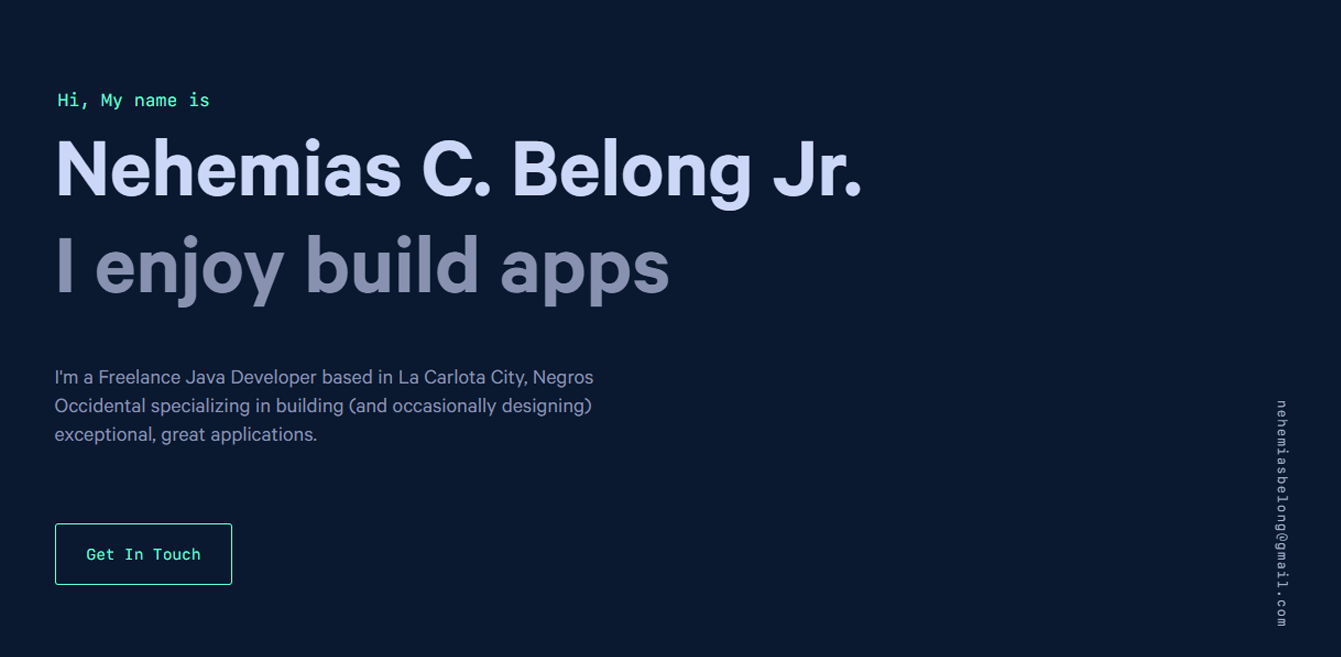 Hi, My name is
Nehemias C. Belong Jr.
I enjoy build apps
I'm a Freelance Java Developer based in La Carlota City, Negros
Occidental specializing in building (and occasionally designing)
exceptional, great applications.
Get In Touch
nehemiasbelong@gmail.com